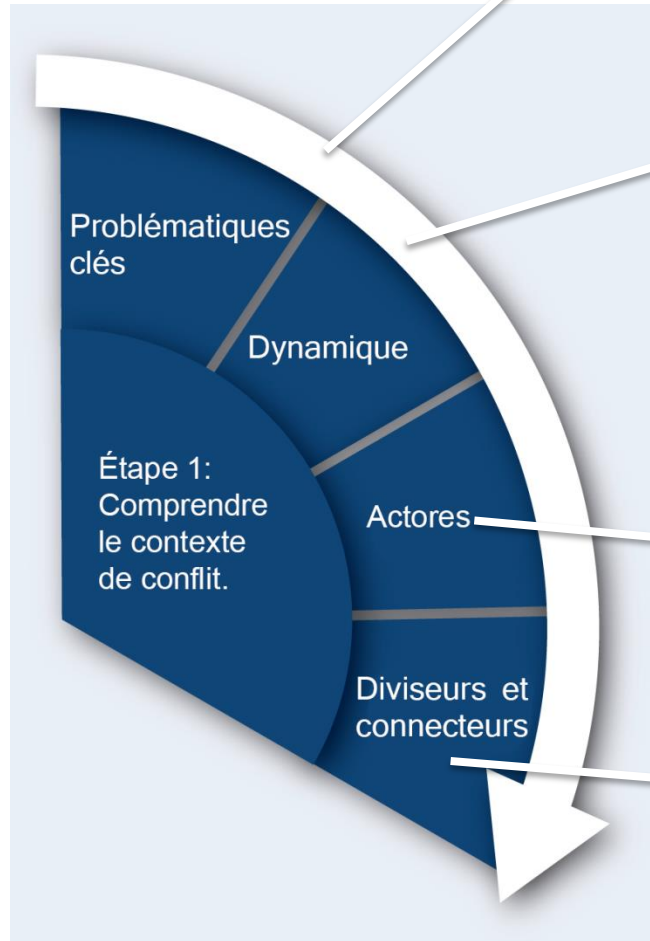 Problématiques
clés
Dynamique
Étape 1:
Comprendre
le contexte
de conflit.
Actores
Diviseurs et
connecteurs